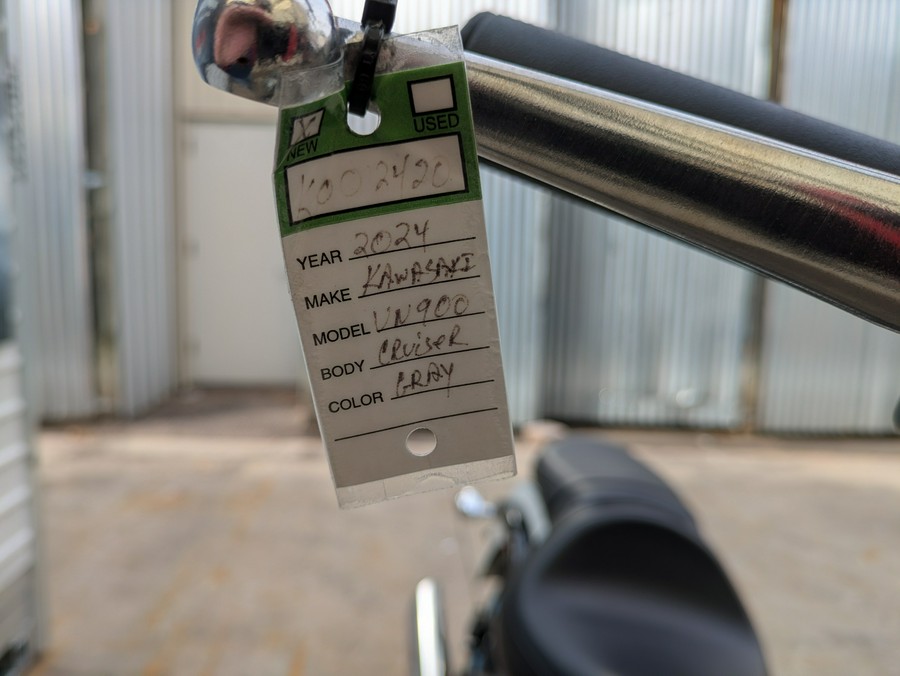 X
NEW USED
K002420
YEAR 2024
MAKE KAWASAKI
MODEL VN900
BODY CRUISER
COLOR GRAY